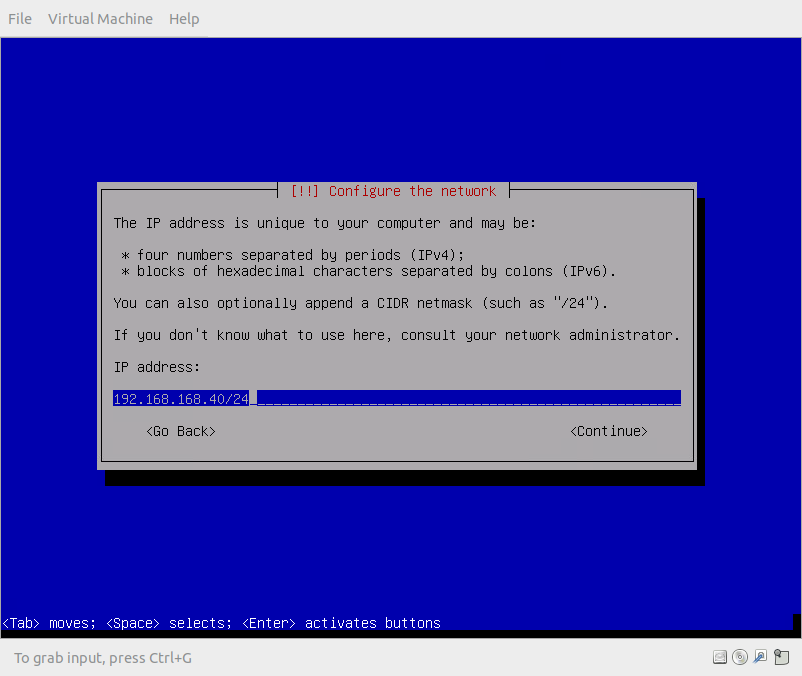 File Virtual Machine Help
[!!] Configure the network
The IP address is unique to your computer and may be:
* four numbers separated by periods (IPv4);
* blocks of hexadecimal characters separated by colons (IPv6).
You can also optionally append a CIDR netmask (such as "/24").
If you don't know what to use here, consult your network administrator.
IP address:
192.168.168.40/24
<Go Back> <Continue>
<Tab> moves; <Space> selects; <Enter> activates buttons
To grab input, press Ctrl+G